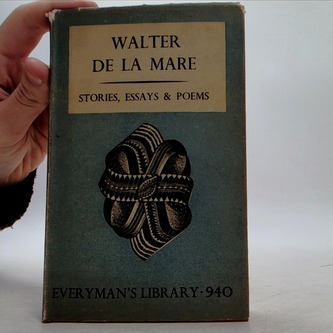 WALTER
DE LA MARE
STORIES, ESSAYS & POEMS
EVERYMAN'S LIBRARY·940